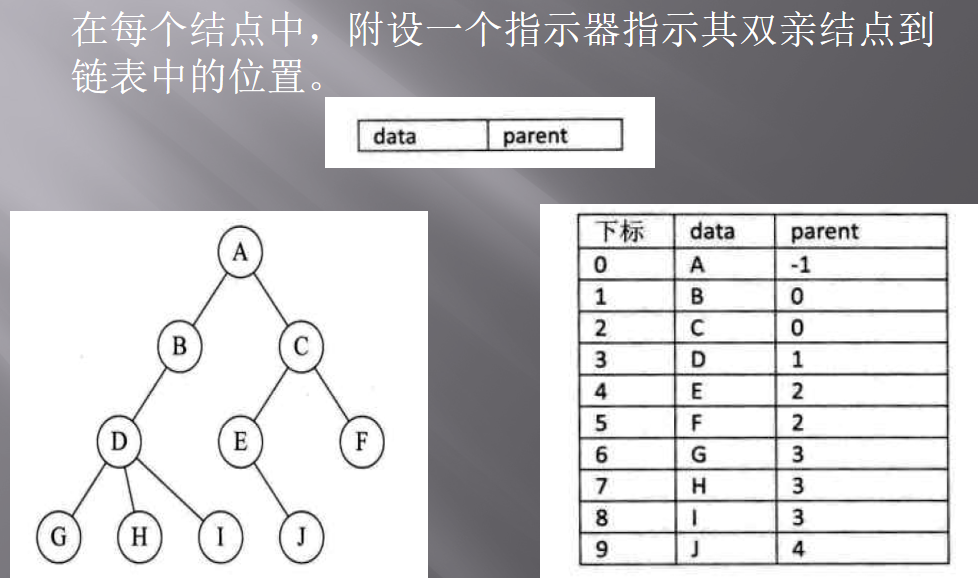 在每个结点中，附设一个指示器指示其双亲结点到
链表中的位置。
data parent
A
B C
D E F
G H I J
下标 data parent
0 A -1
1 B 0
2 C 0
3 D 1
4 E 2
5 F 2
6 G 3
7 H 3
8 I 3
9 J 4